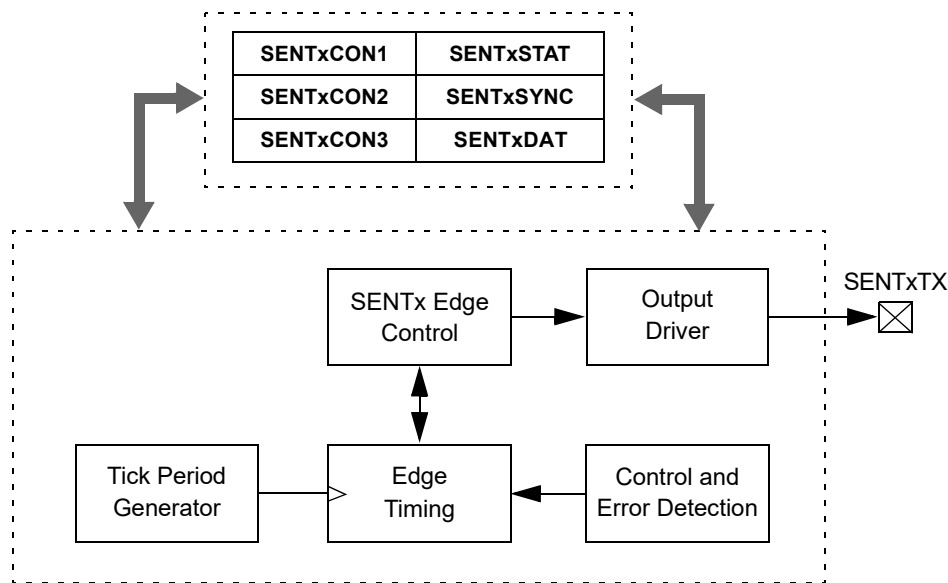 SENTxCON1 SENTxSTAT
SENTxCON2 SENTxSYNC
SENTxCON3 SENTxDAT
SENTxTX
SENTx Edge
Control
Output
Driver
Tick Period
Generator
Edge
Timing
Control and
Error Detection